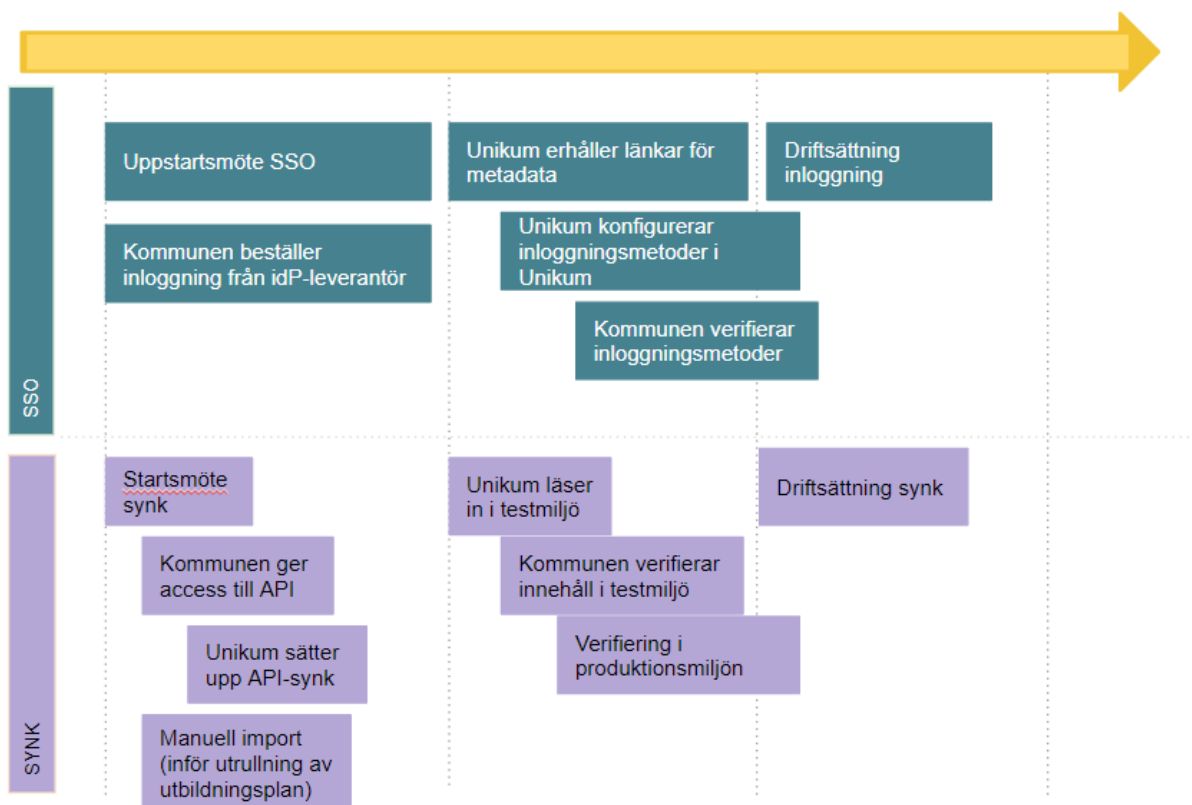 SSO
Uppstartsmöte SSO
Kommunen beställer
inloggning från idP-leverantör
Unikum erhåller länkar för
metadata
Unikum konfigurerar
inloggningsmetoder i
Unikum
Kommunen verifierar
inloggningsmetoder
Driftsättning
inloggning
SYNK
Startsmöte
synk
Kommunen ger
access till API
Unikum sätter
upp API-synk
Manuell import
(inför utrullning av
utbildningsplan)
Unikum läser
in i testmiljö
Kommunen verifierar
innehåll i testmiljö
Verifiering i
produktionsmiljön
Driftsättning synk